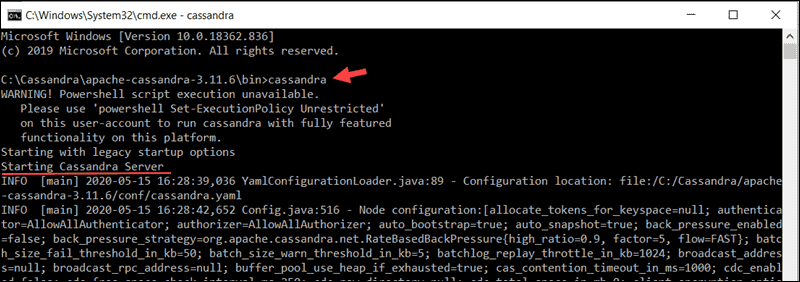 C:\Windows\System32\cmd.exe - cassandra
Microsoft Windows [Version 10.0.18362.836]
(c) 2019 Microsoft Corporation. All rights reserved.
C:\Cassandra\apache-cassandra-3.11.6\bin>cassandra
WARNING! Powershell script execution unavailable.
Please use 'powershell Set-ExecutionPolicy Unrestricted'
on this user-account to run cassandra with fully featured
functionality on this platform.
Starting with legacy startup options
Starting Cassandra Server
INFO  [main] 2020-05-15 16:28:39,036 YamlConfigurationLoader.java:89 - Configuration location: file:/C:/Cassandra/apache
-cassandra-3.11.6/conf/cassandra.yaml
INFO  [main] 2020-05-15 16:28:42,652 Config.java:516 - Node configuration:[allocate_tokens_for_keyspace=null; authentica
tor=AllowAllAuthenticator; authorizer=AllowAllAuthorizer; auto_bootstrap=true; auto_snapshot=true; back_pressure_enabled
=false; back_pressure_strategy=org.apache.cassandra.net.RateBasedBackPressure{high_ratio=0.9, factor=5, flow=FAST}; batc
h_size_fail_threshold_in_kb=50; batch_size_warn_threshold_in_kb=5; batchlog_replay_throttle_in_kb=1024; broadcast_addres
s=null; broadcast_rpc_address=null; buffer_pool_use_heap_if_exhausted=true; cas_contention_timeout_in_ms=1000; cdc_enabl